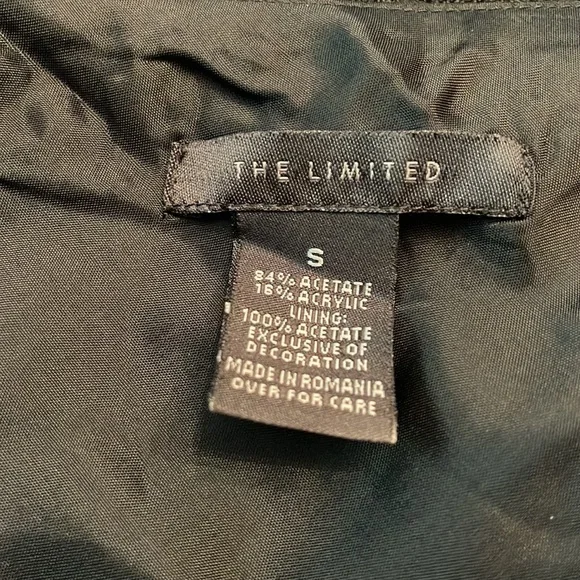 THE LIMITED
S
84% ACETATE
16% ACRYLIC
LINING:
100% ACETATE
EXCLUSIVE OF
DECORATION
MADE IN ROMANIA
OVER FOR CARE